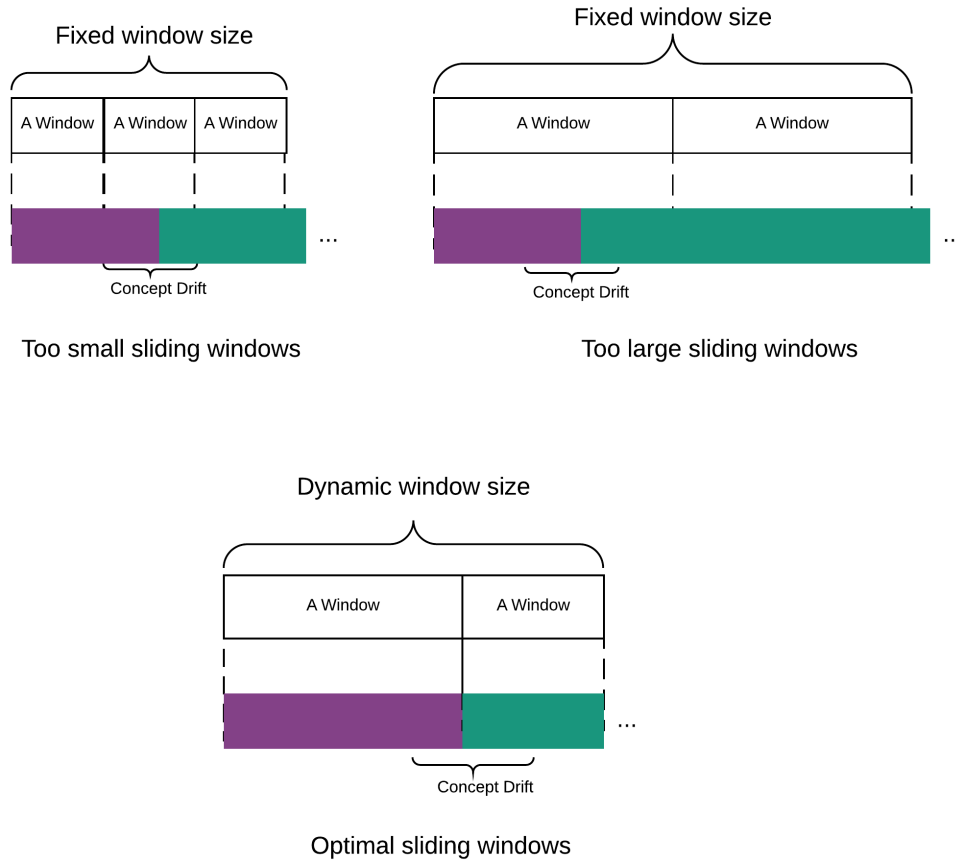 Fixed window size
A Window A Window A Window
...
Concept Drift
Too small sliding windows
Fixed window size
A Window A Window
..
Concept Drift
Too large sliding windows
Dynamic window size
A Window A Window
...
Concept Drift
Optimal sliding windows